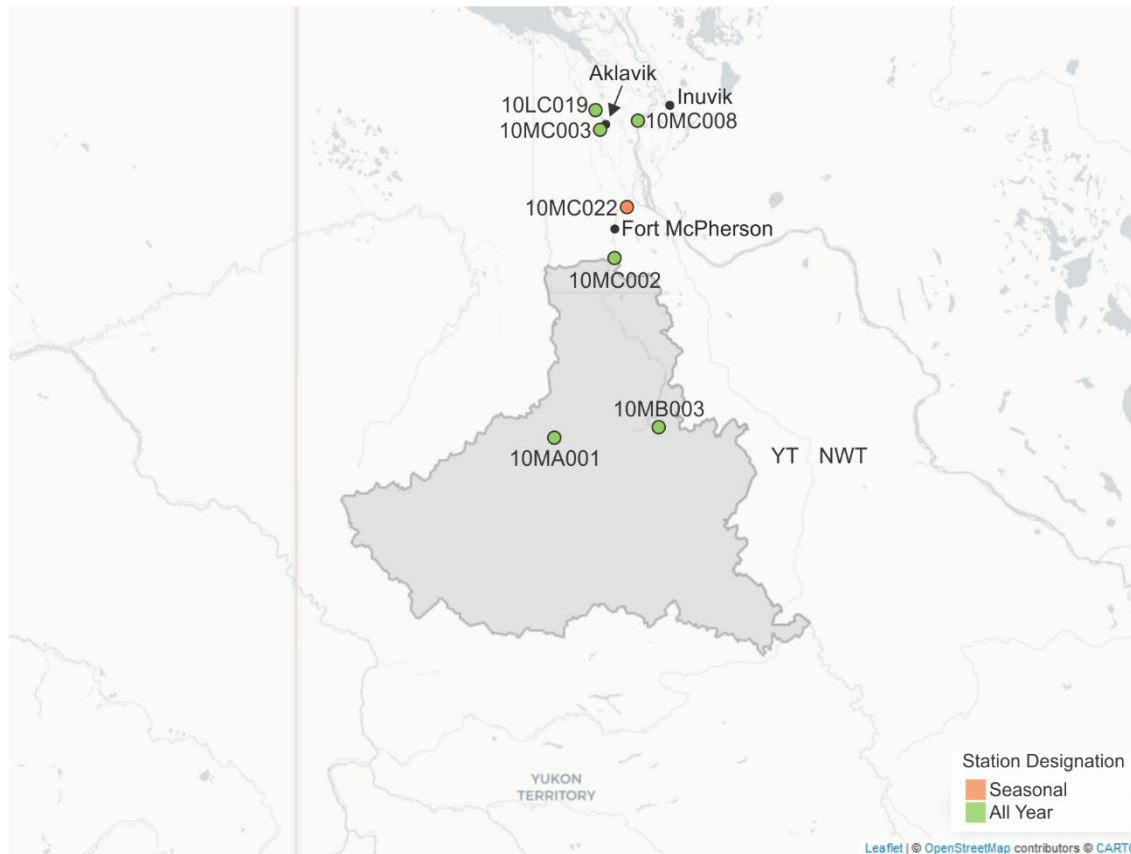 Aklavik
10LC019
Inuvik
10MC003
10MC008
10MC022
Fort McPherson
10MC002
10MB003
10MA001
YT NWT
YUKON
TERRITORY
Station Designation
Seasonal
All Year
Leaflet | © OpenStreetMap contributors © CARTO